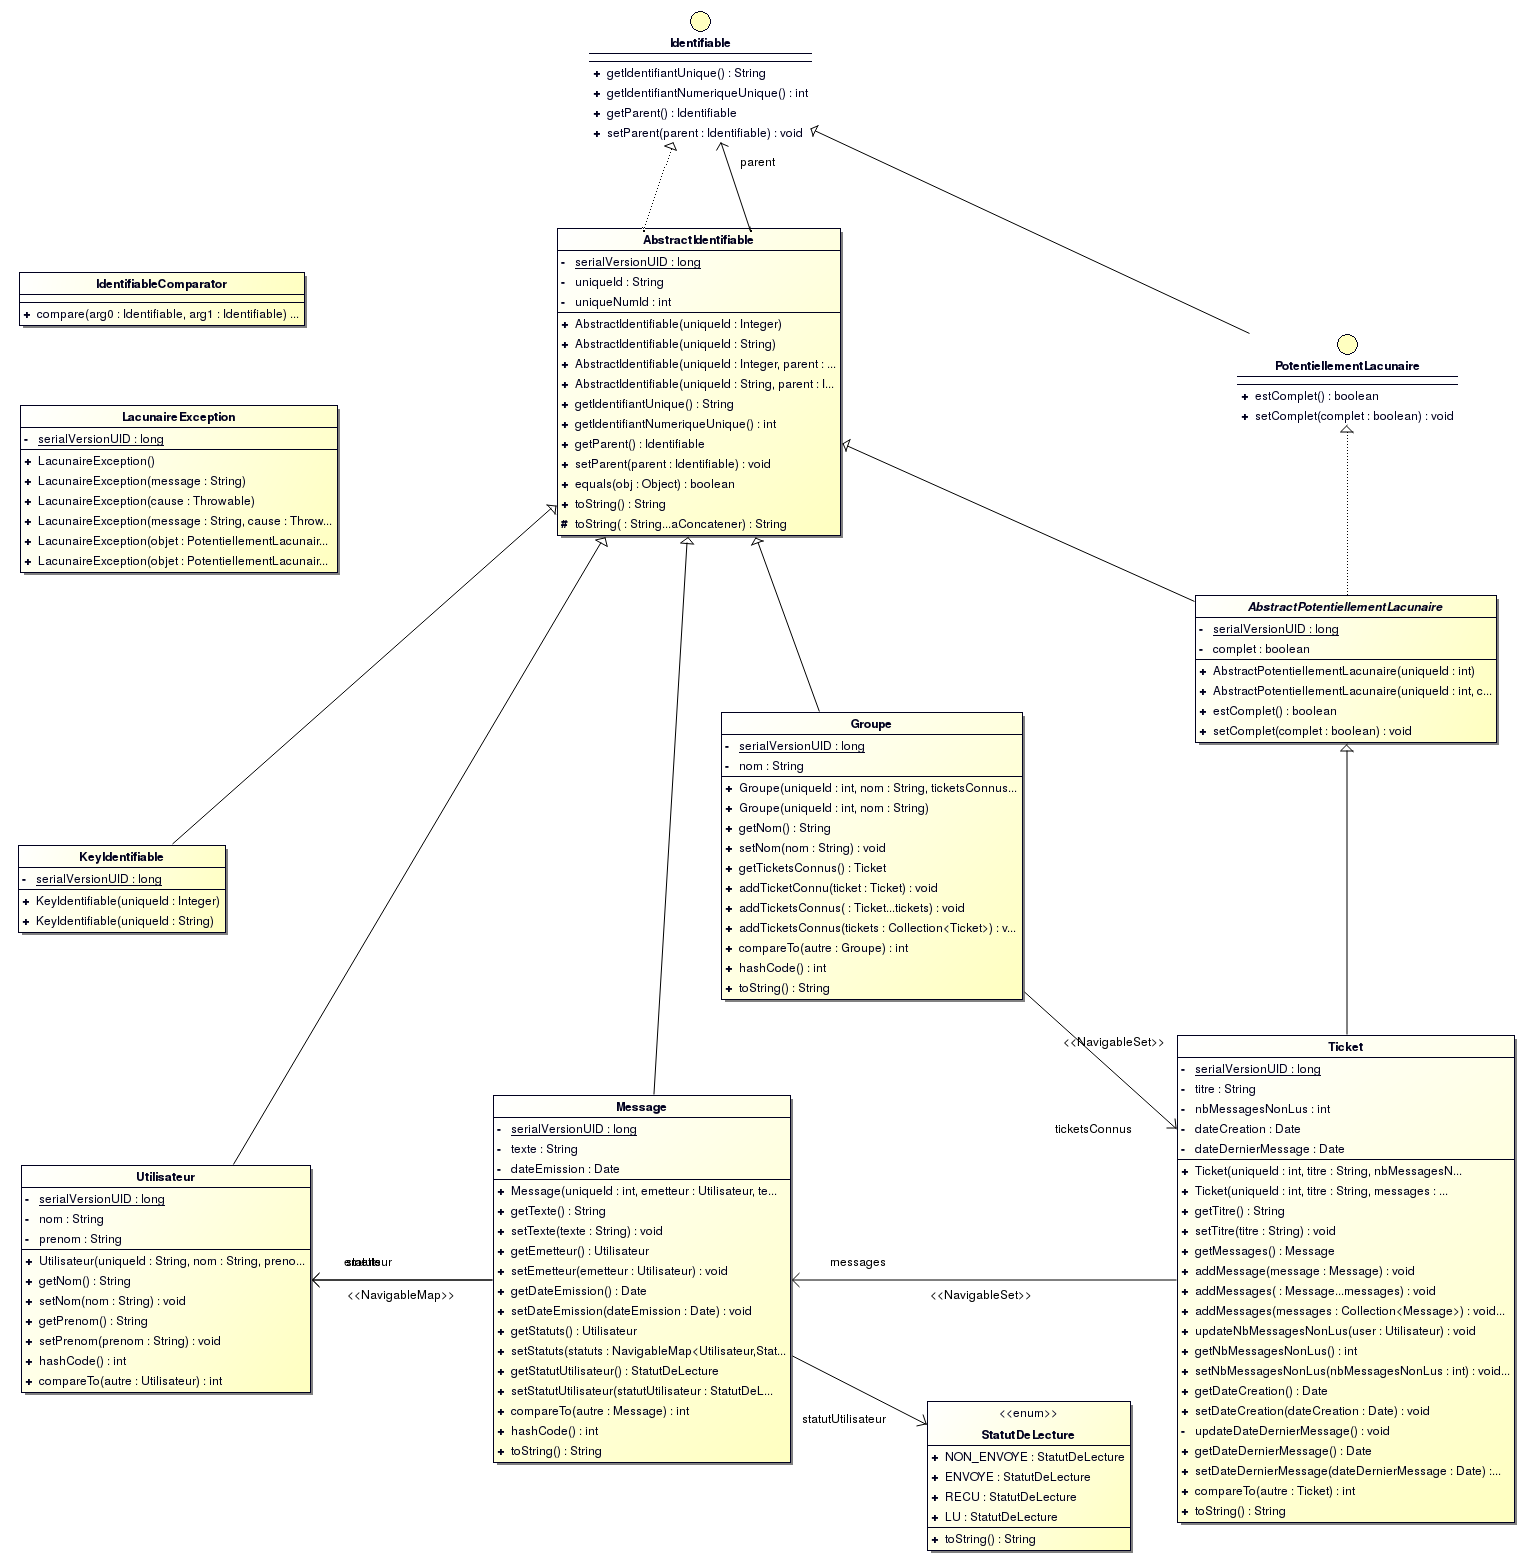 Identifiable
+ getIdentifiantUnique() : String
+ getIdentifiantNumeriqueUnique() : int
+ getParent() : Identifiable
+ setParent(parent : Identifiable) : void
parent
AbstractIdentifiable
- serialVersionUID : long
- uniqueId : String
- uniqueNumId : int
+ AbstractIdentifiable(uniqueId : Integer)
+ AbstractIdentifiable(uniqueId : String)
+ AbstractIdentifiable(uniqueId : Integer, parent : ...
+ AbstractIdentifiable(uniqueId : String, parent : I...
+ getIdentifiantUnique() : String
+ getIdentifiantNumeriqueUnique() : int
+ getParent() : Identifiable
+ setParent(parent : Identifiable) : void
+ equals(obj : Object) : boolean
+ toString() : String
# toString( : String...aConcatener) : String
IdentifiableComparator
+ compare(arg0 : Identifiable, arg1 : Identifiable) ...
PotentiellementLacunaire
+ estComplet() : boolean
+ setComplet(complet : boolean) : void
LacunaireException
- serialVersionUID : long
+ LacunaireException()
+ LacunaireException(message : String)
+ LacunaireException(cause : Throwable)
+ LacunaireException(message : String, cause : Throw...
+ LacunaireException(objet : PotentiellementLacunair...
+ LacunaireException(objet : PotentiellementLacunair...
AbstractPotentiellementLacunaire
- serialVersionUID : long
- complet : boolean
+ AbstractPotentiellementLacunaire(uniqueId : int)
+ AbstractPotentiellementLacunaire(uniqueId : int, c...
+ estComplet() : boolean
+ setComplet(complet : boolean) : void
Groupe
- serialVersionUID : long
- nom : String
+ Groupe(uniqueId : int, nom : String, ticketsConnus...
+ Groupe(uniqueId : int, nom : String)
+ getNom() : String
+ setNom(nom : String) : void
+ getTicketsConnus() : Ticket
+ addTicketConnu(ticket : Ticket) : void
+ addTicketsConnus( : Ticket...tickets) : void
+ addTicketsConnus(tickets : Collection<Ticket>) : v...
+ compareTo(autre : Groupe) : int
+ hashCode() : int
+ toString() : String
KeyIdentifiable
- serialVersionUID : long
+ KeyIdentifiable(uniqueId : Integer)
+ KeyIdentifiable(uniqueId : String)
<<NavigableSet>>
ticketsConnus
Ticket
- serialVersionUID : long
- titre : String
- nbMessagesNonLus : int
- dateCreation : Date
- dateDernierMessage : Date
+ Ticket(uniqueId : int, titre : String, nbMessagesN...
+ Ticket(uniqueId : int, titre : String, messages : ...
+ getTitre() : String
+ setTitre(titre : String) : void
+ getMessages() : Message
+ addMessage(message : Message) : void
+ addMessages( : Message...messages) : void
+ addMessages(messages : Collection<Message>) : void...
+ updateNbMessagesNonLus(user : Utilisateur) : void
+ getNbMessagesNonLus() : int
+ setNbMessagesNonLus(nbMessagesNonLus : int) : void...
+ getDateCreation() : Date
+ setDateCreation(dateCreation : Date) : void
- updateDateDernierMessage() : void
+ getDateDernierMessage() : Date
+ setDateDernierMessage(dateDernierMessage : Date) :...
+ compareTo(autre : Ticket) : int
+ toString() : String
Message
- serialVersionUID : long
- texte : String
- dateEmission : Date
+ Message(uniqueId : int, emetteur : Utilisateur, te...
+ getTexte() : String
+ setTexte(texte : String) : void
+ getEmetteur() : Utilisateur
+ setEmetteur(emetteur : Utilisateur) : void
+ getDateEmission() : Date
+ setDateEmission(dateEmission : Date) : void
+ getStatuts() : Utilisateur
+ setStatuts(statuts : NavigableMap<Utilisateur,Stat...
+ getStatutUtilisateur() : StatutDeLecture
+ setStatutUtilisateur(statutUtilisateur : StatutDeL...
+ compareTo(autre : Message) : int
+ hashCode() : int
+ toString() : String
Utilisateur
- serialVersionUID : long
- nom : String
- prenom : String
+ Utilisateur(uniqueId : String, nom : String, preno...
+ getNom() : String
+ setNom(nom : String) : void
+ getPrenom() : String
+ setPrenom(prenom : String) : void
+ hashCode() : int
+ compareTo(autre : Utilisateur) : int
<<NavigableMap>>
messages
<<NavigableSet>>
statutUtilisateur
<<enum>>
StatutDeLecture
+ NON_ENVOYE : StatutDeLecture
+ ENVOYE : StatutDeLecture
+ RECU : StatutDeLecture
+ LU : StatutDeLecture
+ toString() : String